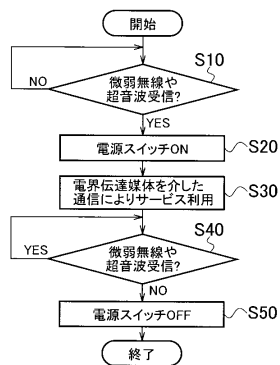 開始
S10
微弱無線や
超音波受信?
NO
YES
S20
電源スイッチON
S30
電界伝達媒体を介した
通信によりサービス利用
S40
微弱無線や
超音波受信?
YES
NO
S50
電源スイッチOFF
終了